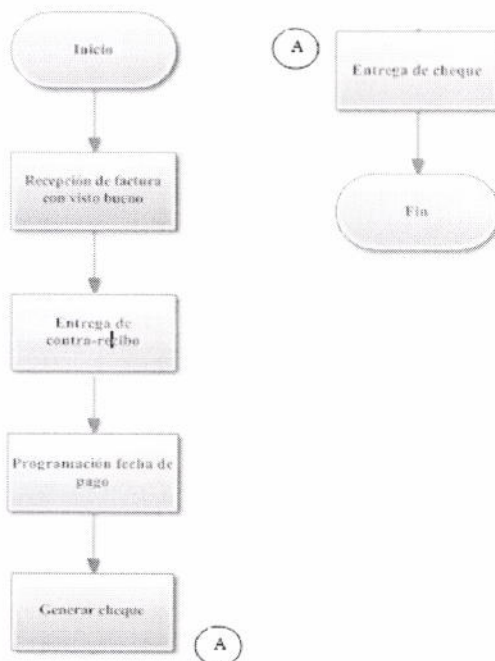 Inicio
Recepción de factura
con visto bueno
Entrega de
contra-recibo
Programación fecha de
pago
Generar cheque
A
A
Entrega de cheque
Fin